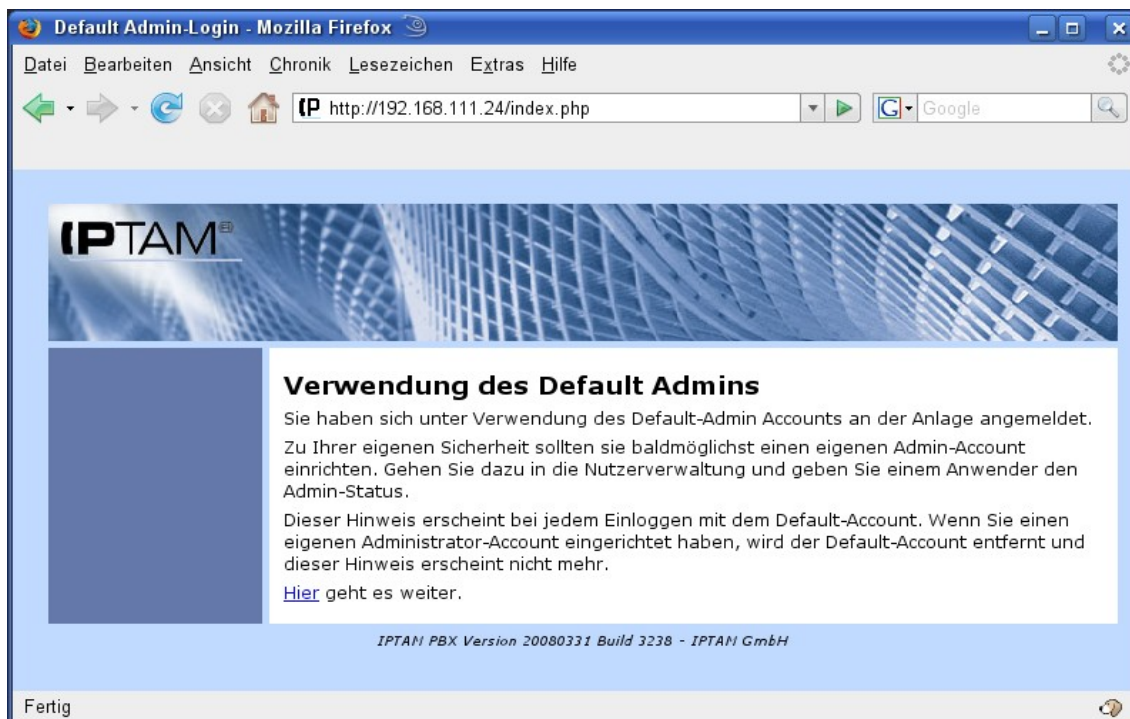 Default Admin-Login - Mozilla Firefox
Datei Bearbeiten Ansicht Chronik Lesezeichen Extras Hilfe
IP http://192.168.111.24/index.php G Google
IPTAM®
Verwendung des Default Admins
Sie haben sich unter Verwendung des Default-Admin Accounts an der Anlage angemeldet.
Zu Ihrer eigenen Sicherheit sollten sie baldmöglichst einen eigenen Admin-Account
einrichten. Gehen Sie dazu in die Nutzerverwaltung und geben Sie einem Anwender den
Admin-Status.
Dieser Hinweis erscheint bei jedem Einloggen mit dem Default-Account. Wenn Sie einen
eigenen Administrator-Account eingerichtet haben, wird der Default-Account entfernt und
dieser Hinweis erscheint nicht mehr.
Hier geht es weiter.
IPTAM PBX Version 20080331 Build 3238 - IPTAM GmbH
Fertig